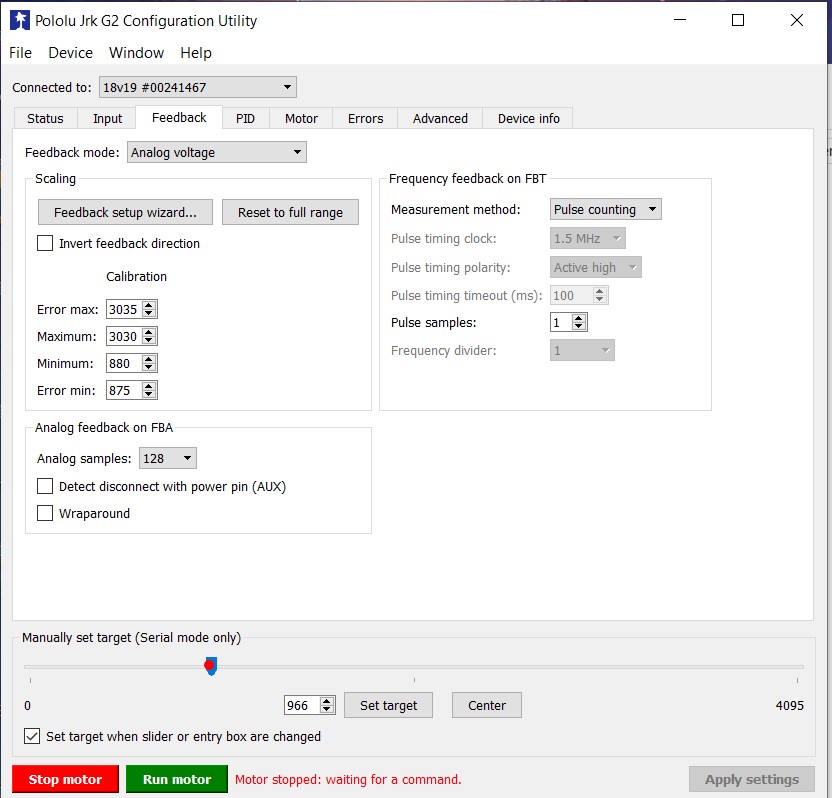 Pololu Jrk G2 Configuration Utility
File Device Window Help
Connected to: 18v19 #00241467
Status Input Feedback PID Motor Errors Advanced Device info
Feedback mode: Analog voltage
Scaling
Feedback setup wizard... Reset to full range
Invert feedback direction
Calibration
Error max: 3035
Maximum: 3030
Minimum: 880
Error min: 875
Frequency feedback on FBT
Measurement method: Pulse counting
Pulse timing clock: 1.5 MHz
Pulse timing polarity: Active high
Pulse timing timeout (ms): 100
Pulse samples: 1
Frequency divider: 1
Analog feedback on FBA
Analog samples: 128
Detect disconnect with power pin (AUX)
Wraparound
Manually set target (Serial mode only)
0 966 Set target Center 4095
Set target when slider or entry box are changed
Stop motor Run motor Motor stopped: waiting for a command. Apply settings